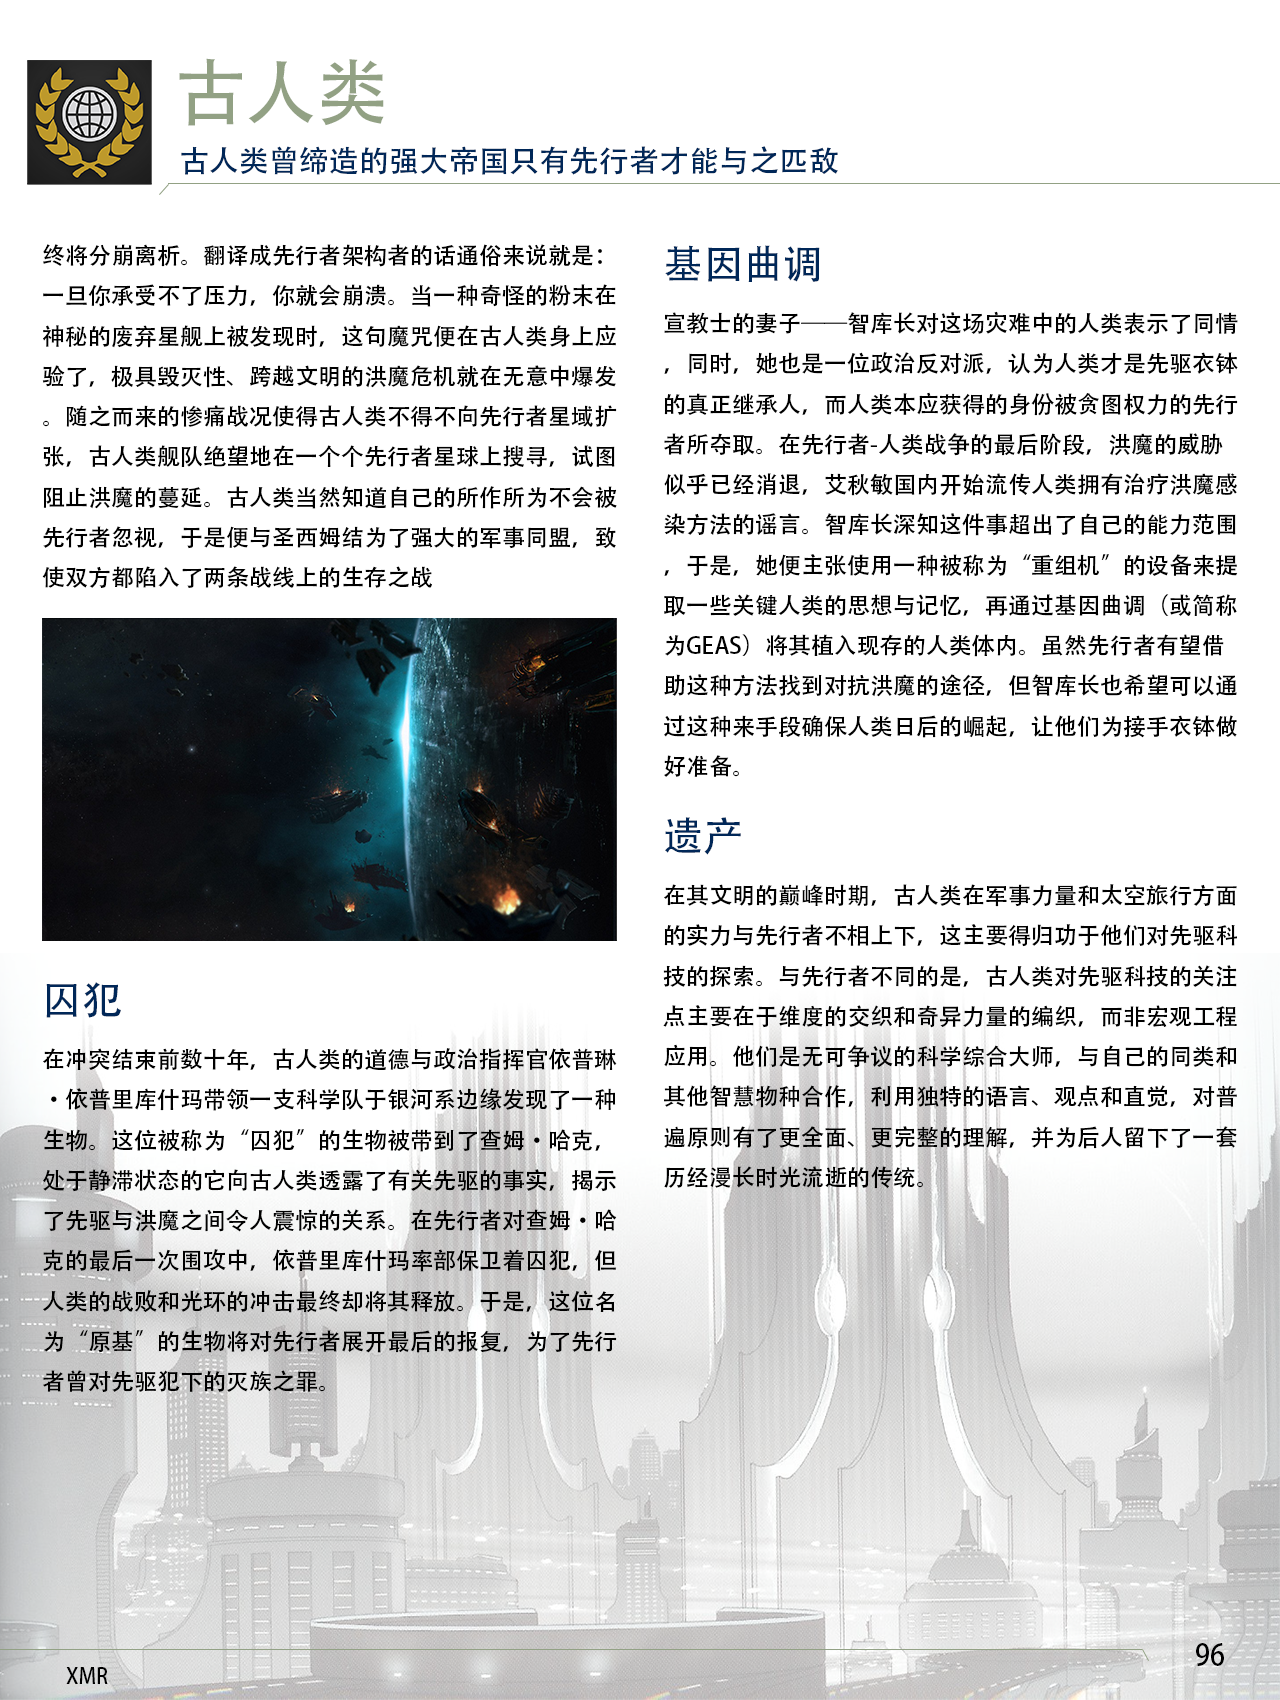 古人类
古人类曾缔造的强大帝国只有先行者才能与之匹敌
终将分崩离析。翻译成先行者架构者的话通俗来说就是：
一旦你承受不了压力，你就会崩溃。当一种奇怪的粉末在
神秘的废弃星舰上被发现时，这句魔咒便在古人类身上应
验了，极具毁灭性、跨越文明的洪魔危机就在无意中爆发
。随之而来的惨痛战况使得古人类不得不向先行者星域扩
张，古人类舰队绝望地在一个个先行者星球上搜寻，试图
阻止洪魔的蔓延。古人类当然知道自己的所作所为不会被
先行者忽视，于是便与圣西姆结为了强大的军事同盟，致
使双方都陷入了两条战线上的生存之战
囚犯
在冲突结束前数十年，古人类的道德与政治指挥官依普琳
·依普里库什玛带领一支科学队于银河系边缘发现了一种
生物。这位被称为“囚犯”的生物被带到了查姆·哈克，
处于静滞状态的它向古人类透露了有关先驱的事实，揭示
了先驱与洪魔之间令人震惊的关系。在先行者对查姆·哈
克的最后一次围攻中，依普里库什玛率部保卫着囚犯，但
人类的战败和光环的冲击最终却将其释放。于是，这位名
为“原基”的生物将对先行者展开最后的报复，为了先行
者曾对先驱犯下的灭族之罪。
基因曲调
宣教士的妻子——智库长对这场灾难中的人类表示了同情
，同时，她也是一位政治反对派，认为人类才是先驱衣钵
的真正继承人，而人类本应获得的身份被贪图权力的先行
者所夺取。在先行者-人类战争的最后阶段，洪魔的威胁
似乎已经消退，艾秋敏国内开始流传人类拥有治疗洪魔感
染方法的谣言。智库长深知这件事超出了自己的能力范围
，于是，她便主张使用一种被称为“重组机”的设备来提
取一些关键人类的思想与记忆，再通过基因曲调（或简称
为GEAS）将其植入现存的人类体内。虽然先行者有望借
助这种方法找到对抗洪魔的途径，但智库长也希望可以通
过这种来手段确保人类日后的崛起，让他们为接手衣钵做
好准备。
遗产
在其文明的巅峰时期，古人类在军事力量和太空旅行方面
的实力与先行者不相上下，这主要得归功于他们对先驱科
技的探索。与先行者不同的是，古人类对先驱科技的关注
点主要在于维度的交织和奇异力量的编织，而非宏观工程
应用。他们是无可争议的科学综合大师，与自己的同类和
其他智慧物种合作，利用独特的语言、观点和直觉，对普
遍原则有了更全面、更完整的理解，并为后人留下了一套
历经漫长时光流逝的传统。
XMR
96